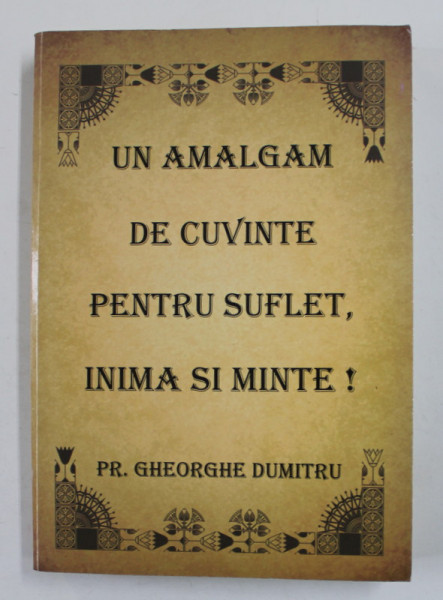 UN AMALGAM
DE CUVINTE
PENTRU SUFLET,
INIMA SI MINTE !
PR. GHEORGHE DUMITRU